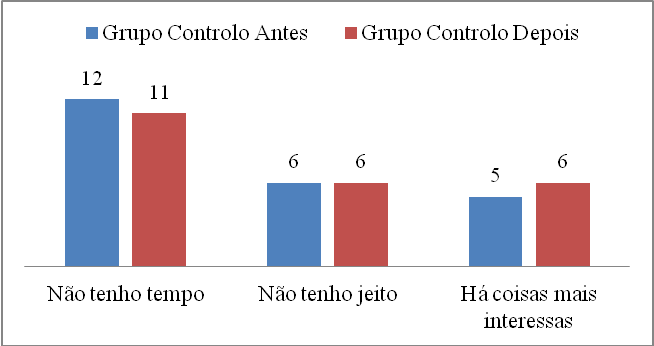 Grupo Controlo Antes Grupo Controlo Depois
12 11 6 6 5 6
Não tenho tempo Não tenho jeito Há coisas mais
interessas